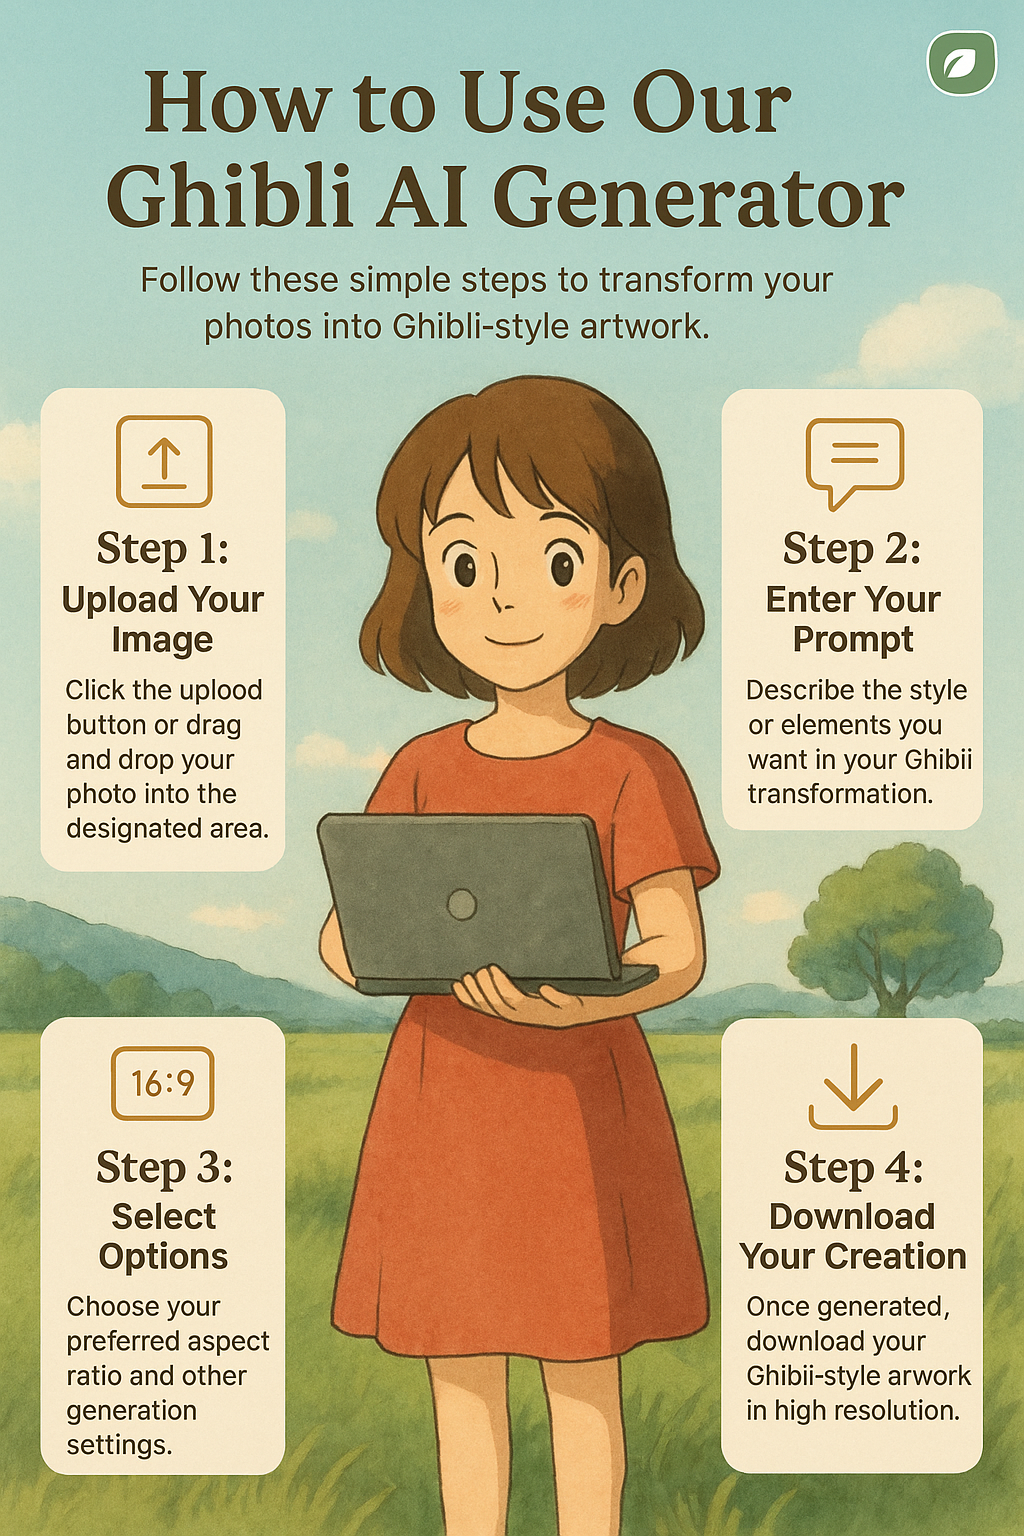 How to Use Our
Ghibli AI Generator
Follow these simple steps to transform your
photos into Ghibli-style artwork.
Step 1:
Upload Your
Image
Click the uplood
button or drag
and drop your
photo into the
designated area.
Step 2:
Enter Your
Prompt
Describe the style
or elements you
want in your Ghibii
transformation.
16:9
Step 3:
Select
Options
Choose your
preferred aspect
ratio and other
generation
settings.
Step 4:
Download
Your Creation
Once generated,
download your
Ghibii-style arwork
in high resolution.